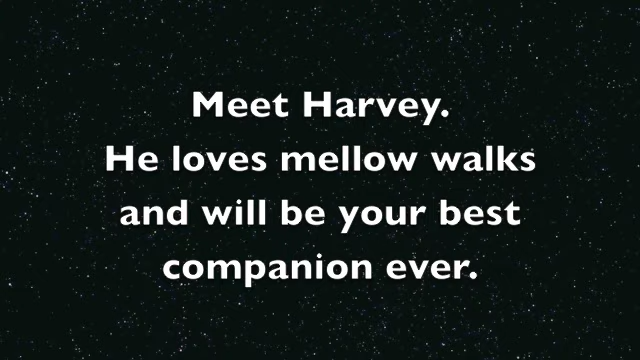 Meet Harvey.
He loves mellow walks
and will be your best
companion ever.